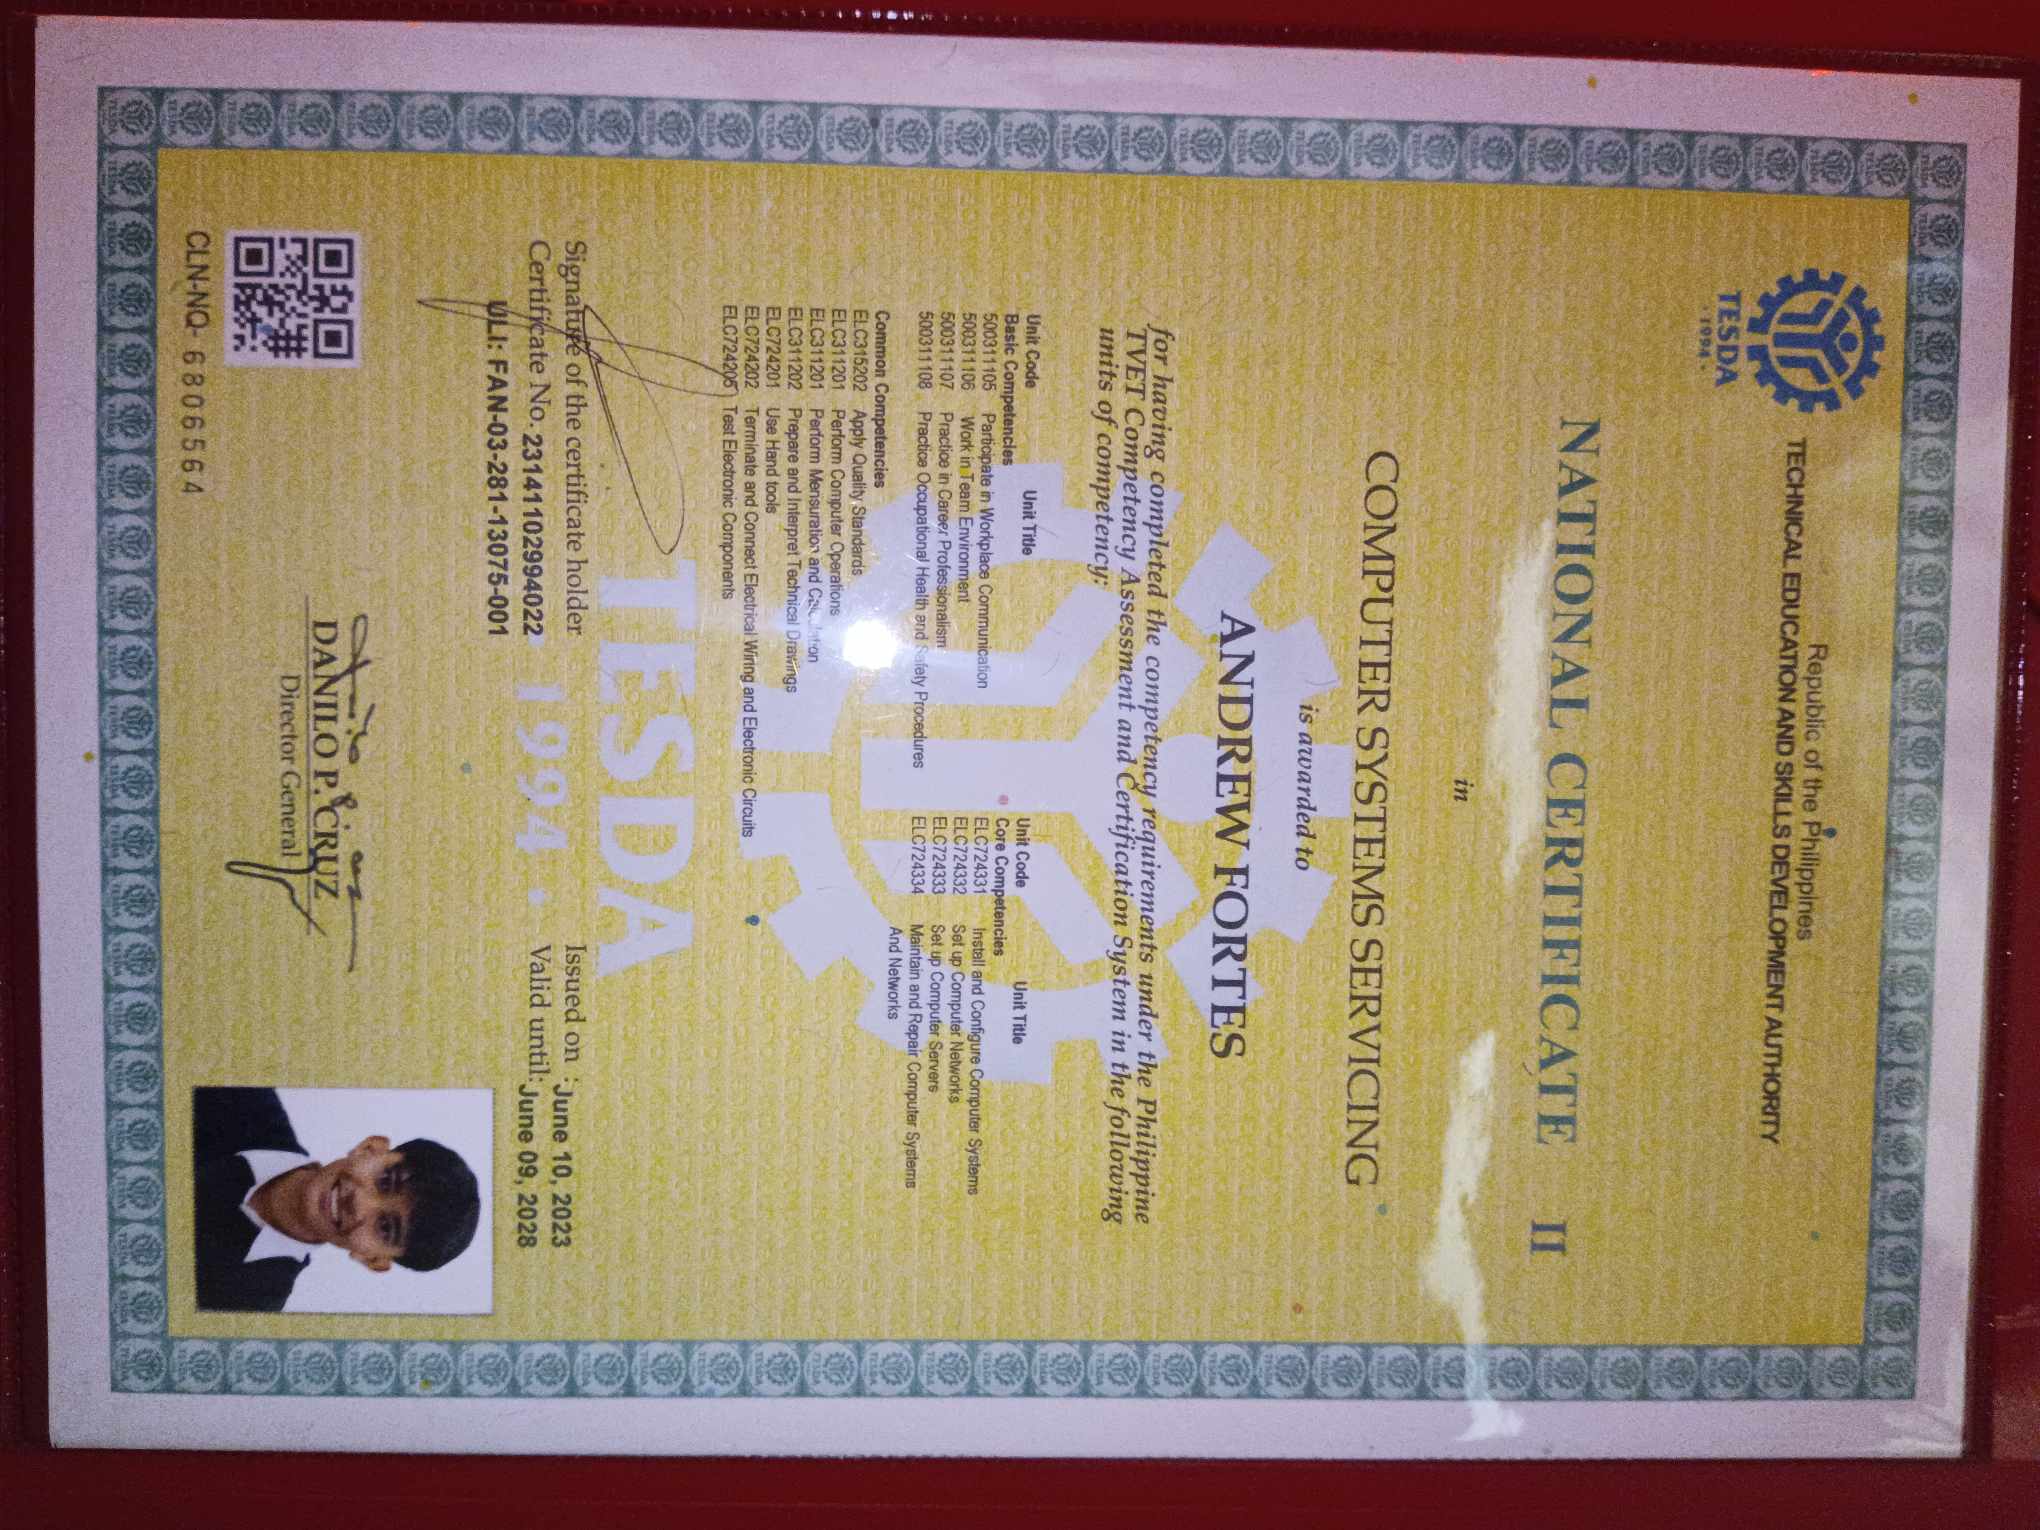 TESDA
· 1994 ·
Republic of the Philippines
TECHNICAL EDUCATION AND SKILLS DEVELOPMENT AUTHORITY
NATIONAL CERTIFICATE II
in
COMPUTER SYSTEMS SERVICING
is awarded to
ANDREW FORTES
for having completed the competency requirements under the Philippine
TVET Competency Assessment and Certification System in the following
units of competency:
Unit Code Unit Title
Basic Competencies
500311105 Participate in Workplace Communication
500311106 Work in Team Environment
500311107 Practice in Career Professionalism
500311108 Practice Occupational Health and Safety Procedures
Common Competencies
ELC315202 Apply Quality Standards
ELC311201 Perform Computer Operations
ELC311201 Perform Mensuration and Calculation
ELC311202 Prepare and Interpret Technical Drawings
ELC724201 Use Hand tools
ELC724202 Terminate and Connect Electrical Wiring and Electronic Circuits
ELC724205 Test Electronic Components
Unit Code Unit Title
Core Competencies
ELC724331 Install and Configure Computer Systems
ELC724332 Set up Computer Networks
ELC724333 Set up Computer Servers
ELC724334 Maintain and Repair Computer Systems
And Networks
TESDA
· 1994 ·
Signature of the certificate holder
Certificate No. 23141102994022
ULI: FAN-03-281-13075-001
Issued on : June 10, 2023
Valid until: June 09, 2028
DANILO P. CRUZ
Director General
CLN-NQ- 6806564